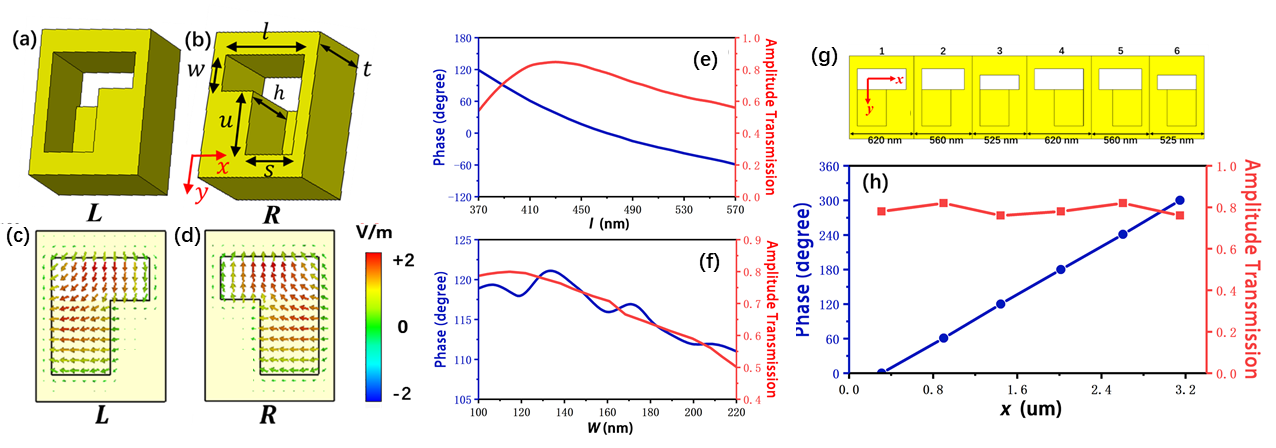 (a)
L
(b)
l
w
t
h
u
s
x
y
R
(c)
L
(d)
R
V/m
+2
0
-2
(e)
Phase (degree)
180
120
60
0
−60
−120
Amplitude Transmission
1.0
0.8
0.6
0.4
0.2
0.0
370 410 450 490 530 570
l (nm)
(f)
Phase (degree)
125
120
115
110
105
Amplitude Transmission
0.9
0.8
0.7
0.6
0.5
0.4
100 120 140 160 180 200 220
W(nm)
(g)
1 2 3 4 5 6
x
y
620 nm 560 nm 525 nm 620 nm 560 nm 525 nm
(h)
Phase (degree)
360
300
240
180
120
60
0
Amplitude Transmission
1.0
0.8
0.6
0.4
0.2
0.0
0.0 0.8 1.6 2.4 3.2
x (um)